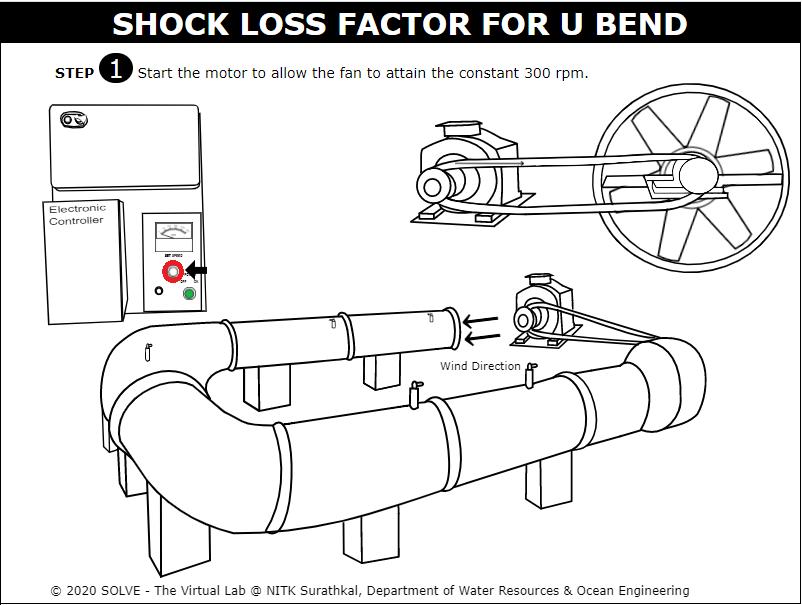 SHOCK LOSS FACTOR FOR U BEND
STEP 1 Start the motor to allow the fan to attain the constant 300 rpm.
Electronic
Controller
SET SPEED
OFF ON
Wind Direction
© 2020 SOLVE - The Virtual Lab @ NITK Surathkal, Department of Water Resources & Ocean Engineering